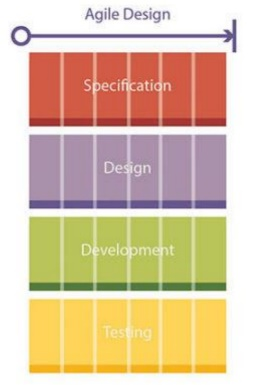 Agile Design
Specification
Design
Development
Testing